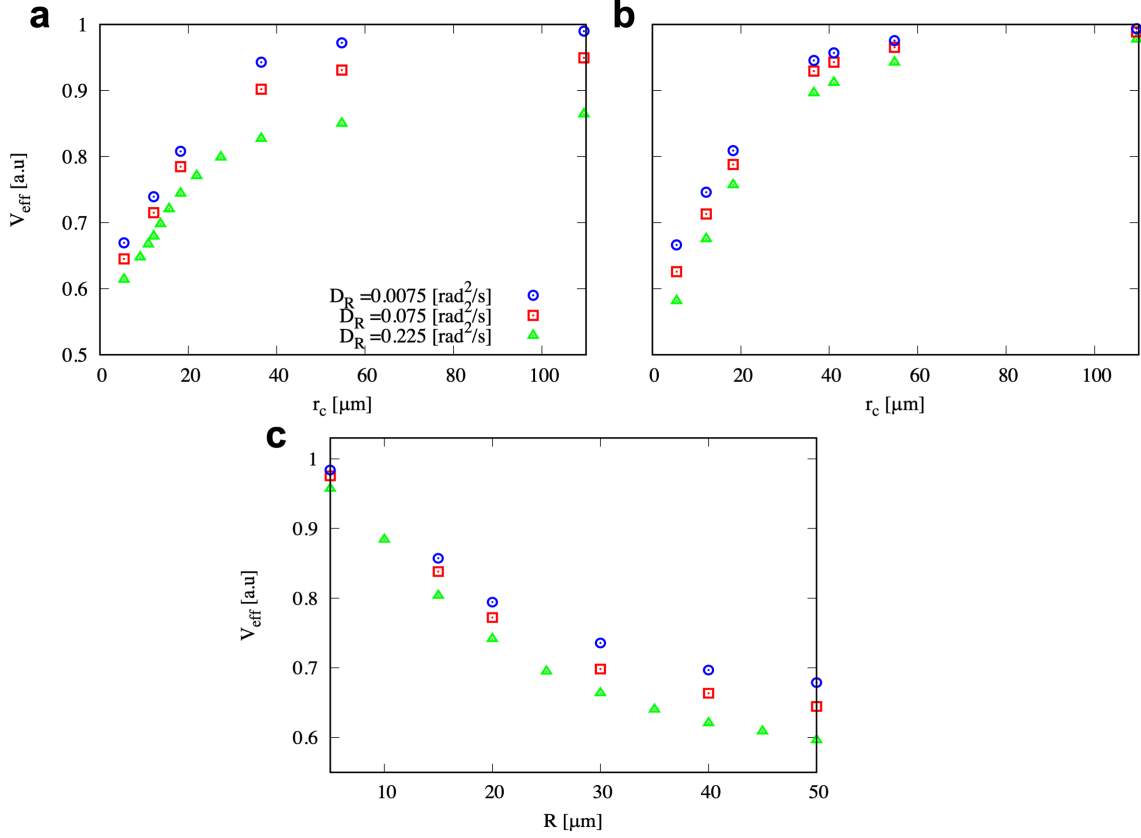 a
1
0.9
0.8
0.7
0.6
0.5
V_eff [a.u]
0 20 40 60 80 100
r_c [μm]
D_R =0.0075 [rad²/s]
D_R =0.075 [rad²/s]
D_R =0.225 [rad²/s]
b
0 20 40 60 80 100
r_c [μm]
c
1
0.9
0.8
0.7
0.6
V_eff [a.u]
10 20 30 40 50
R [μm]